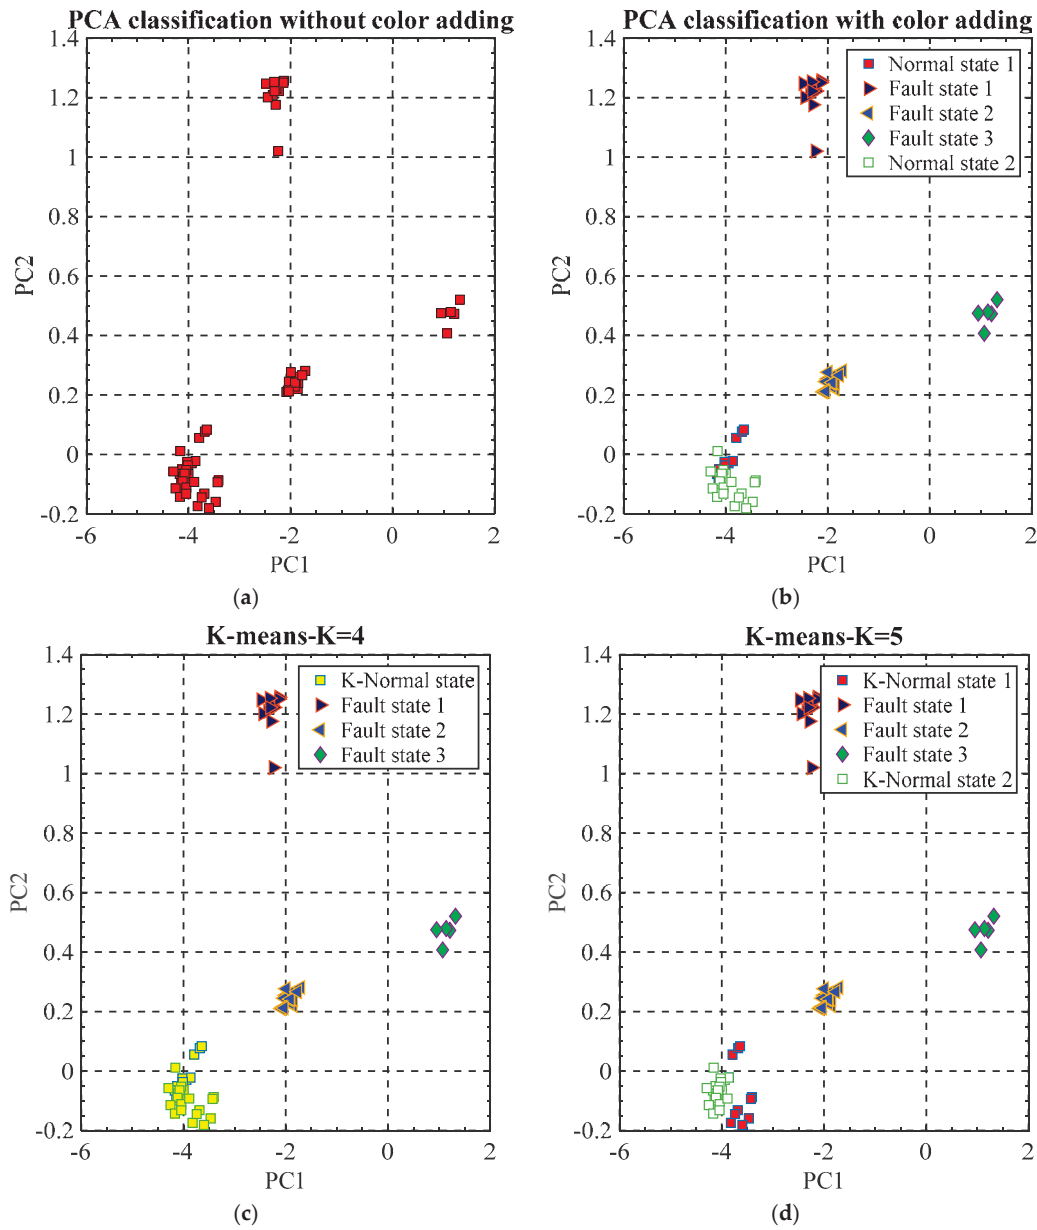 PCA classification without color adding
1.4
1.2
1
0.8
0.6
0.4
0.2
0
-0.2
PC2
-6
-4
-2
0
2
PC1
(a)
PCA classification with color adding
1.4
1.2
1
0.8
0.6
0.4
0.2
0
-0.2
PC2
Normal state 1
Fault state 1
Fault state 2
Fault state 3
Normal state 2
-6
-4
-2
0
2
PC1
(b)
K-means-K=4
1.4
1.2
1
0.8
0.6
0.4
0.2
0
-0.2
PC2
K-Normal state
Fault state 1
Fault state 2
Fault state 3
-6
-4
-2
0
2
PC1
(c)
K-means-K=5
1.4
1.2
1
0.8
0.6
0.4
0.2
0
-0.2
PC2
K-Normal state 1
Fault state 1
Fault state 2
Fault state 3
K-Normal state 2
-6
-4
-2
0
2
PC1
(d)